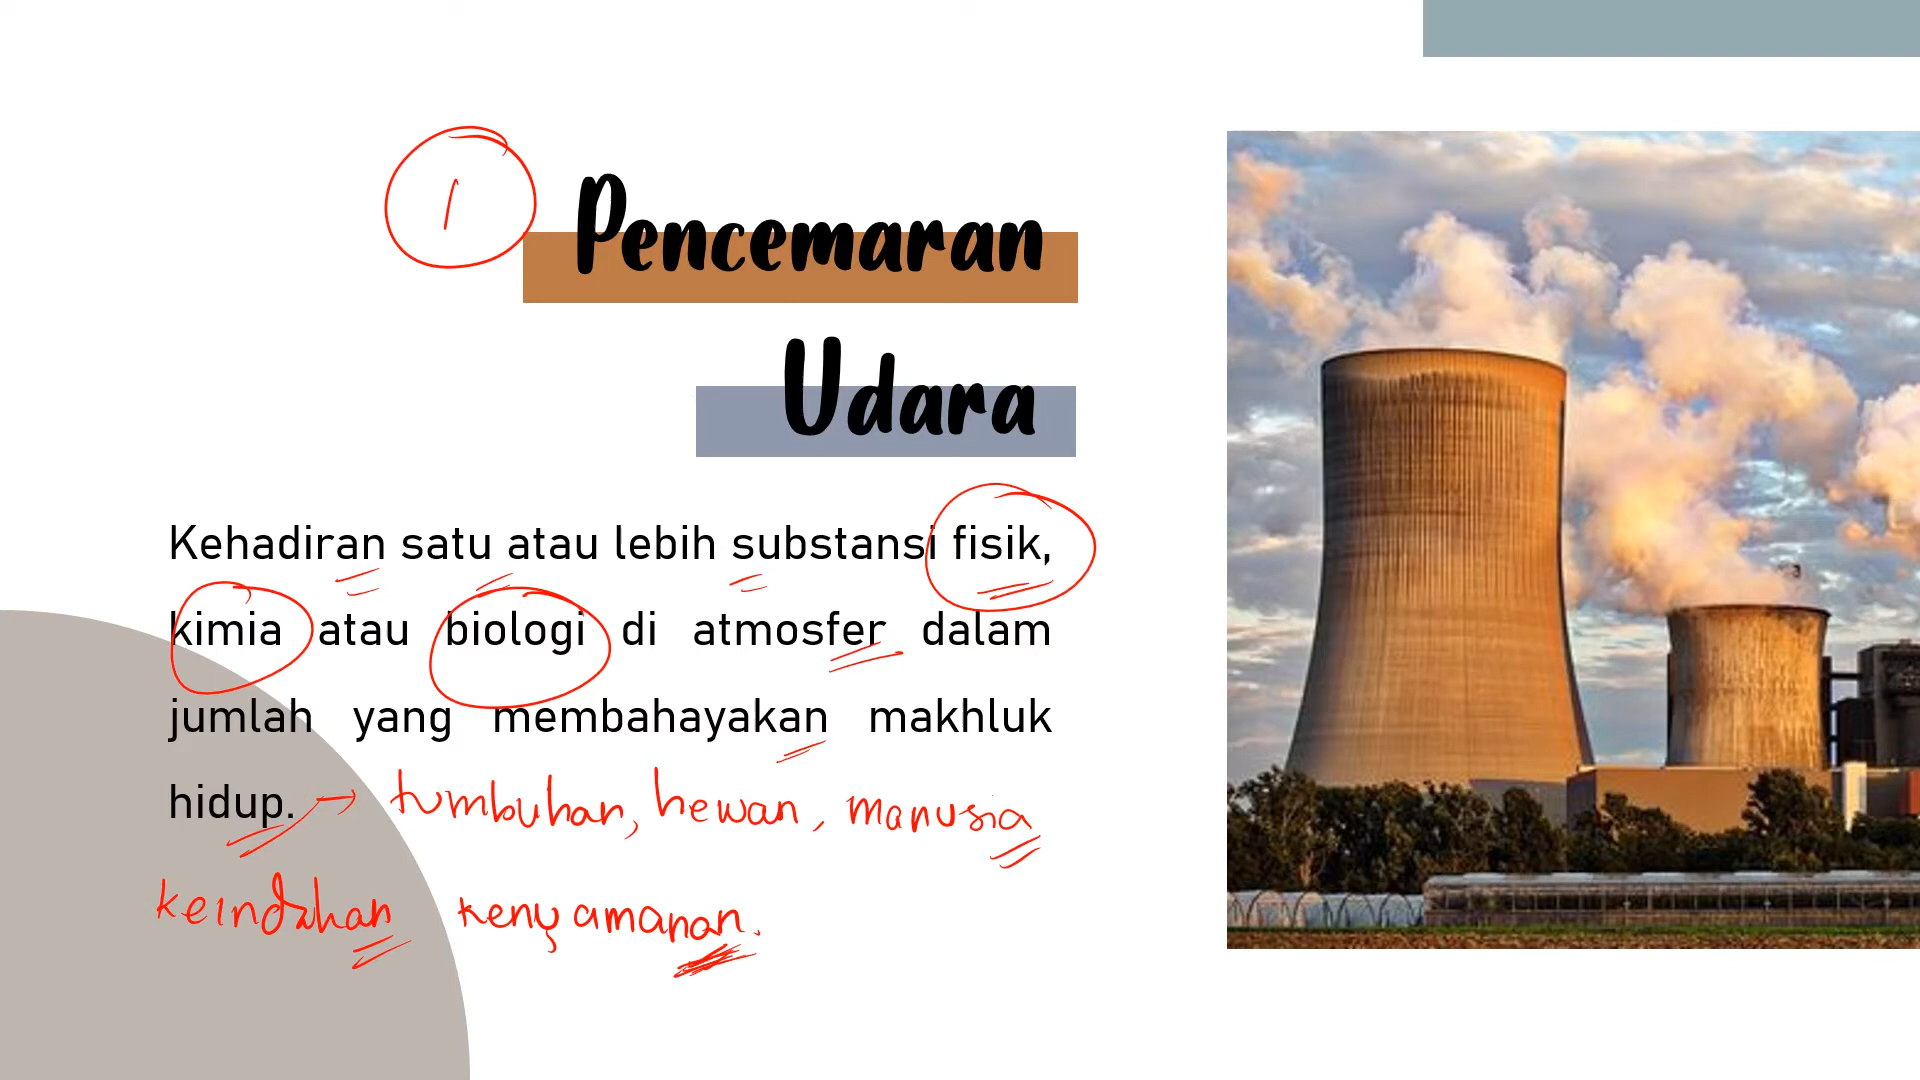 1
Pencemaran
Udara
Kehadiran satu atau lebih substansi fisik,
kimia atau biologi di atmosfer dalam
jumlah yang membahayakan makhluk
hidup. → tumbuhan, hewan, manusia
keindahan kenyamanan.